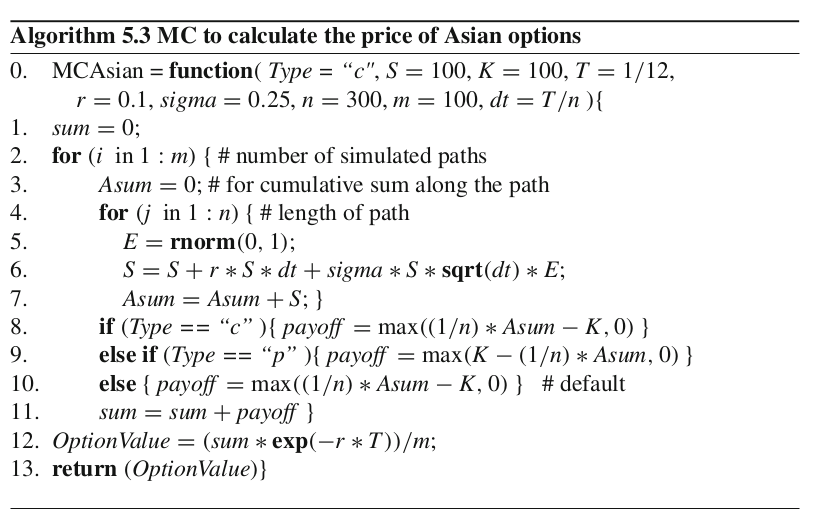 Algorithm 5.3 MC to calculate the price of Asian options
0. MCAsian = function( Type = “c", S = 100, K = 100, T = 1/12,
r = 0.1, sigma = 0.25, n = 300, m = 100, dt = T/n ){
1. sum = 0;
2. for (i in 1 : m) { # number of simulated paths
3. Asum = 0; # for cumulative sum along the path
4. for (j in 1 : n) { # length of path
5. E = rnorm(0, 1);
6. S = S + r ∗ S ∗ dt + sigma ∗ S ∗ sqrt(dt) ∗ E;
7. Asum = Asum + S; }
8. if (Type == “c” ){ payoff = max((1/n) ∗ Asum − K, 0) }
9. else if (Type == “p” ){ payoff = max(K − (1/n) ∗ Asum, 0) }
10. else { payoff = max((1/n) ∗ Asum − K, 0) } # default
11. sum = sum + payoff }
12. OptionValue = (sum ∗ exp(−r ∗ T))/m;
13. return (OptionValue)}